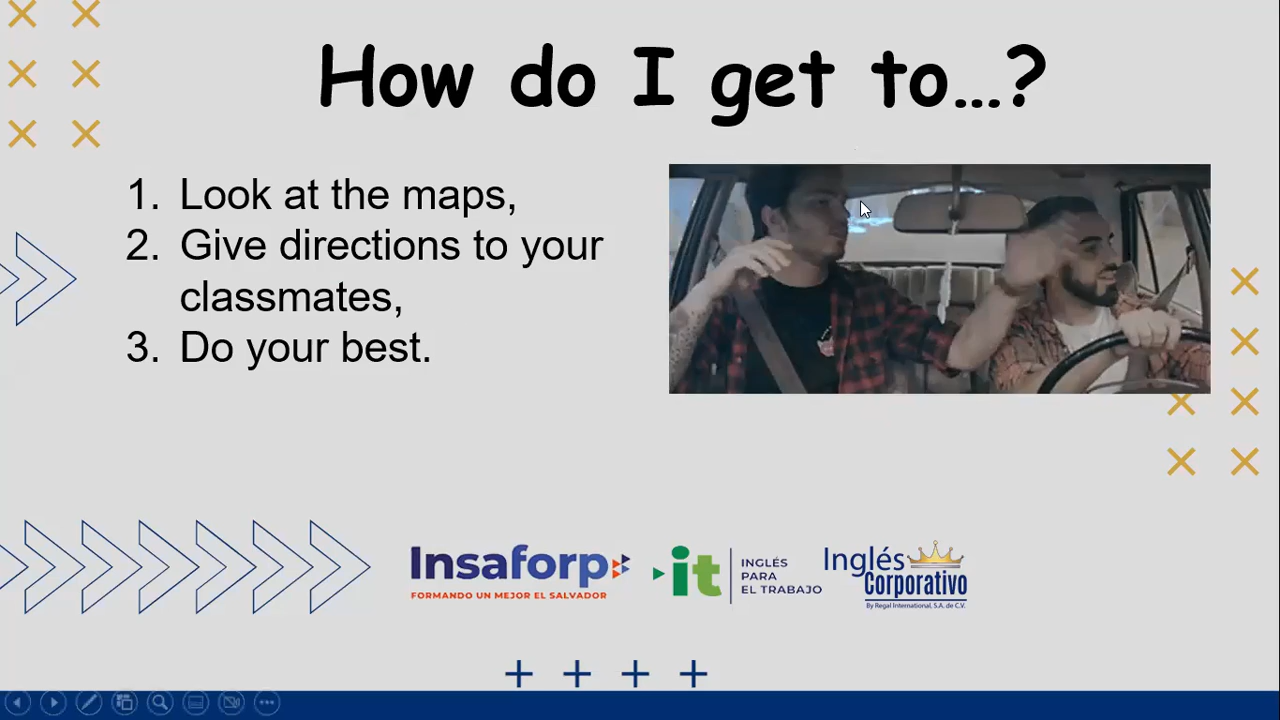 How do I get to...?
1. Look at the maps,
2. Give directions to your
classmates,
3. Do your best.
Insaforp
FORMANDO UN MEJOR EL SALVADOR
it
INGLÉS
PARA
EL TRABAJO
Inglés
Corporativo
By Regal International, S.A. de C.V.